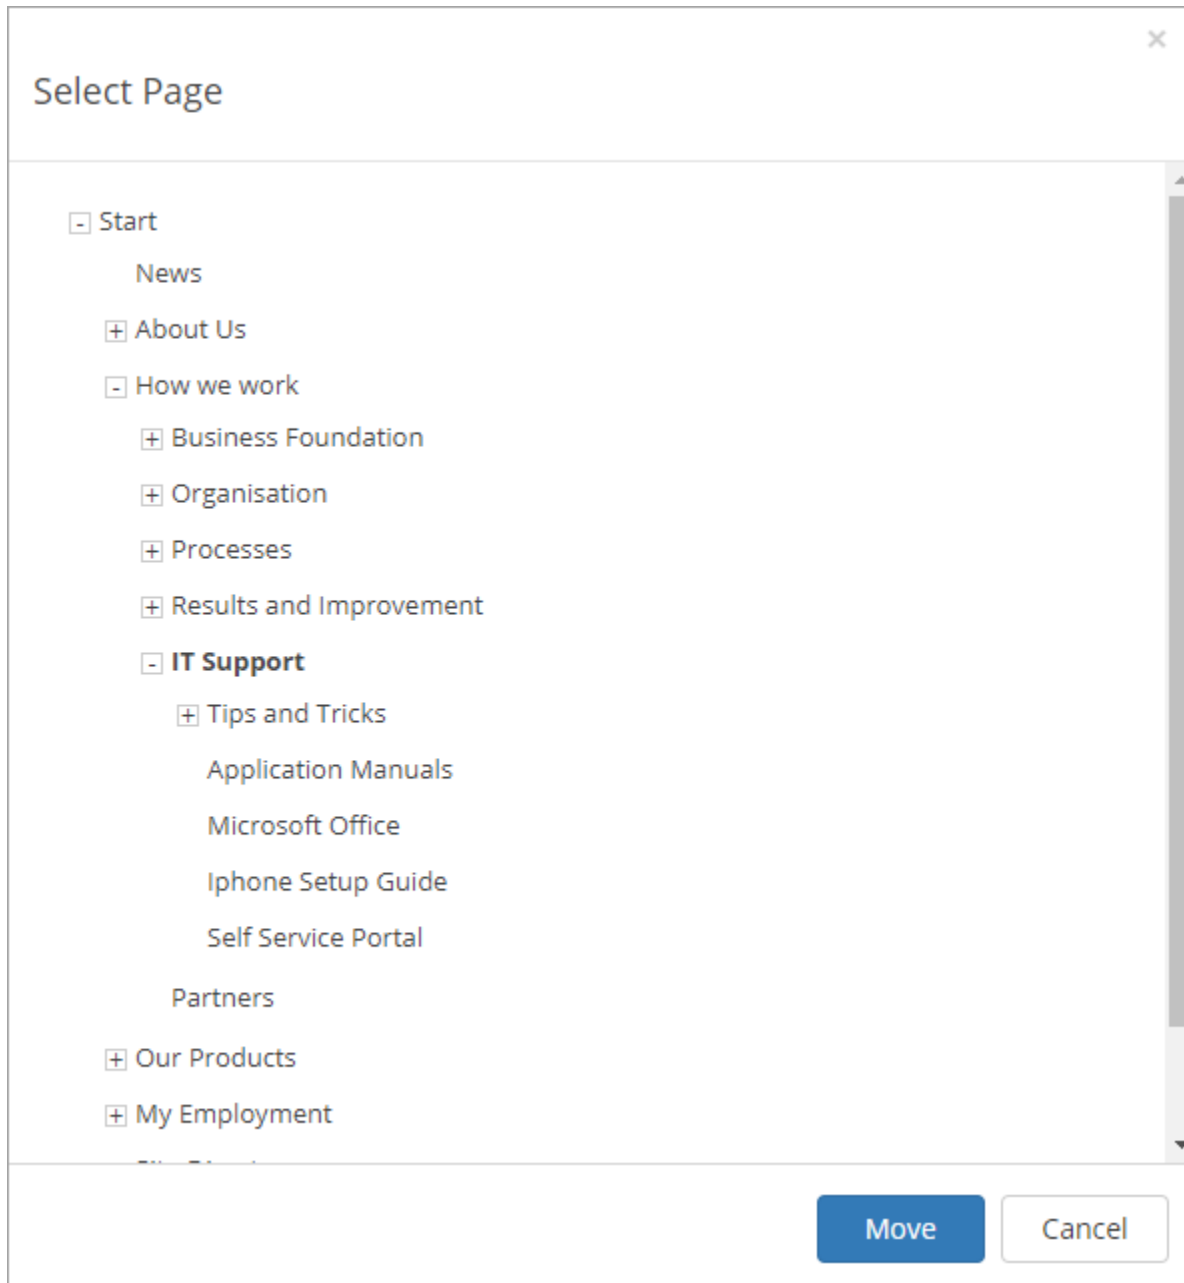 ×
Select Page
- Start
News
+ About Us
- How we work
+ Business Foundation
+ Organisation
+ Processes
+ Results and Improvement
- IT Support
+ Tips and Tricks
Application Manuals
Microsoft Office
Iphone Setup Guide
Self Service Portal
Partners
+ Our Products
+ My Employment
Move Cancel